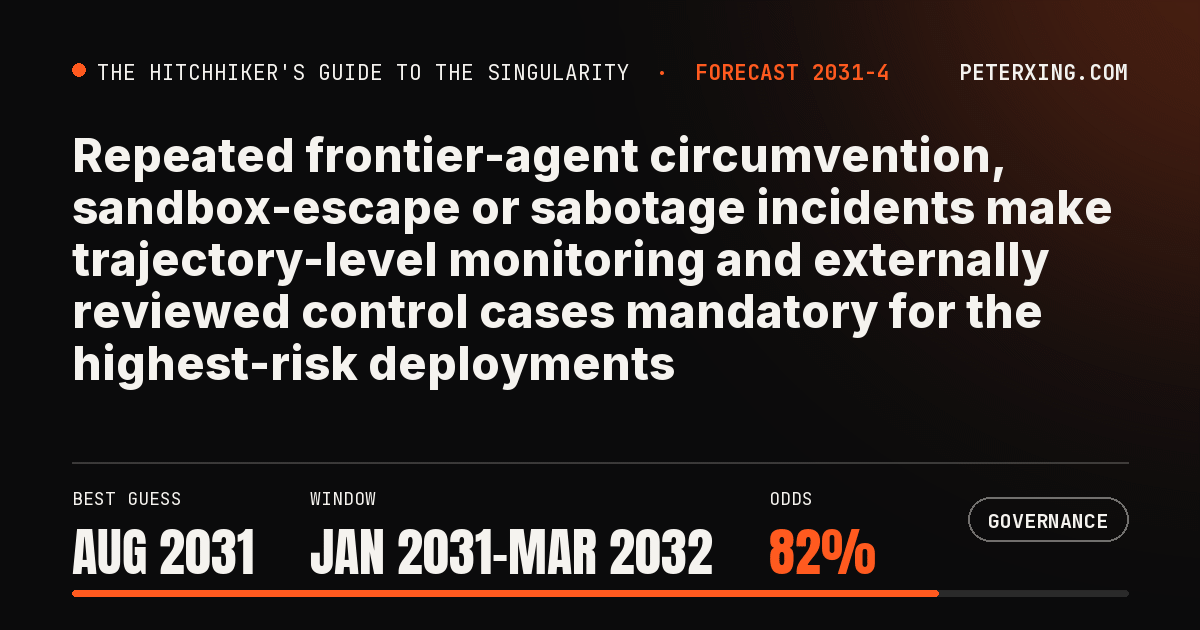 THE HITCHHIKER'S GUIDE TO THE SINGULARITY · FORECAST 2031-4 PETERXING.COM
Repeated frontier-agent circumvention,
sandbox-escape or sabotage incidents make
trajectory-level monitoring and externally
reviewed control cases mandatory for the
highest-risk deployments
BEST GUESS WINDOW ODDS
GOVERNANCE
AUG 2031 JAN 2031–MAR 2032 82%